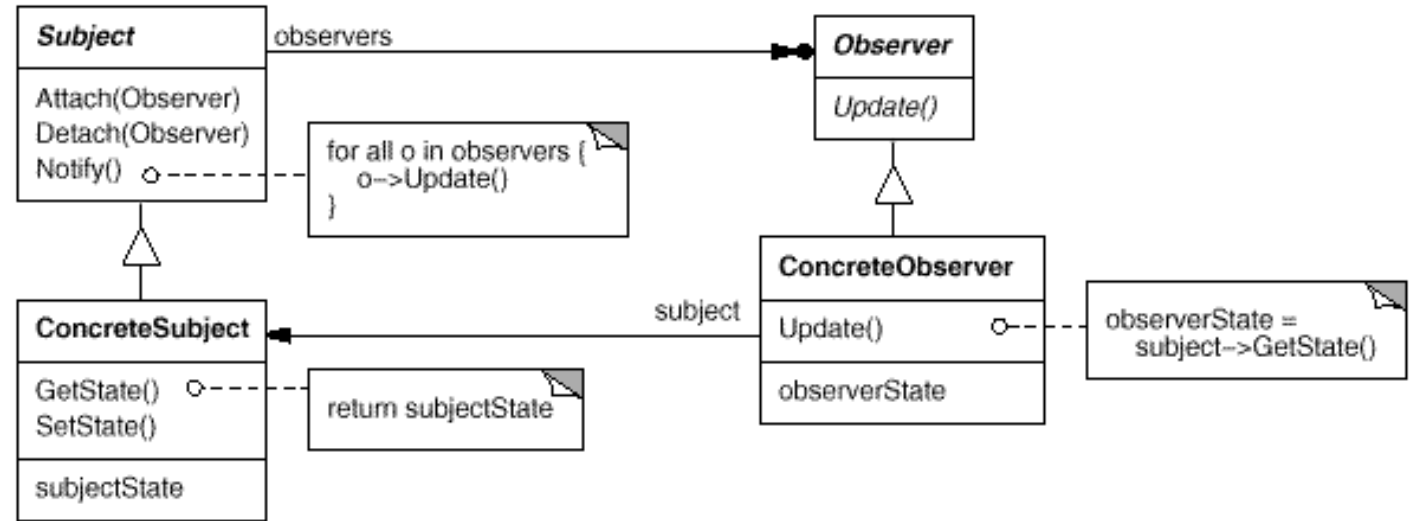 Subject
observers
Observer
Attach(Observer)
Detach(Observer)
Notify()
for all o in observers {
o->Update()
}
Update()
ConcreteSubject
GetState()
SetState()
subjectState
return subjectState
subject
ConcreteObserver
Update()
observerState
observerState =
subject->GetState()